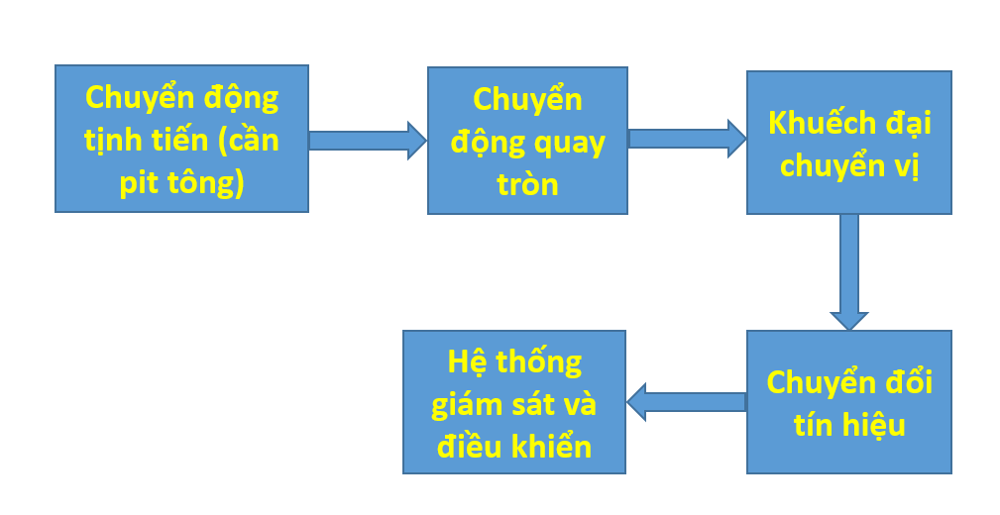 Chuyển động
tịnh tiến (cần
pit tông)
Chuyển
động quay
tròn
Khuếch đại
chuyển vị
Chuyển đổi
tín hiệu
Hệ thống
giám sát và
điều khiển